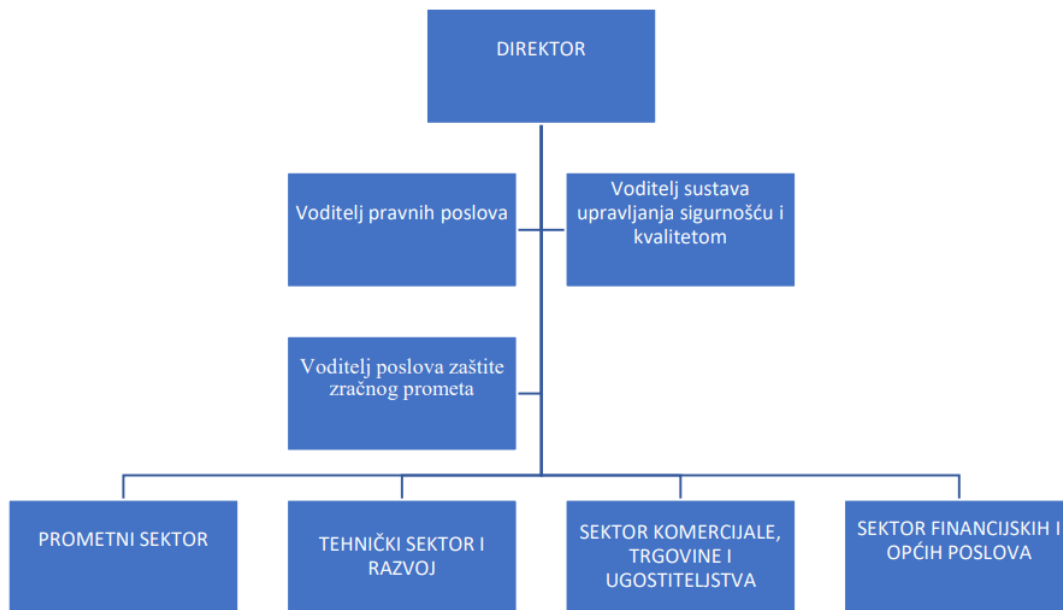 DIREKTOR
Voditelj pravnih poslova
Voditelj sustava
upravljanja sigurnošću i
kvalitetom
Voditelj poslova zaštite
zračnog prometa
PROMETNI SEKTOR
TEHNIČKI SEKTOR I
RAZVOJ
SEKTOR KOMERCIJALE,
TRGOVINE I
UGOSTITELJSTVA
SEKTOR FINANCIJSKIH I
OPĆIH POSLOVA